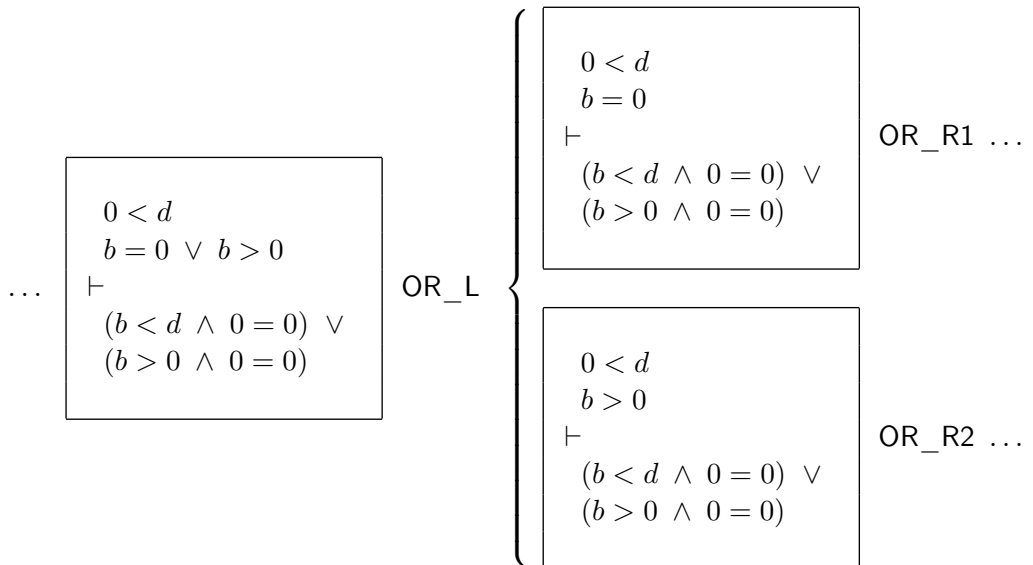 …
0 < d
b = 0 ∨ b > 0
⊢
(b < d ∧ 0 = 0) ∨
(b > 0 ∧ 0 = 0)
OR_L
0 < d
b = 0
⊢
(b < d ∧ 0 = 0) ∨
(b > 0 ∧ 0 = 0)
OR_R1 …
0 < d
b > 0
⊢
(b < d ∧ 0 = 0) ∨
(b > 0 ∧ 0 = 0)
OR_R2 …